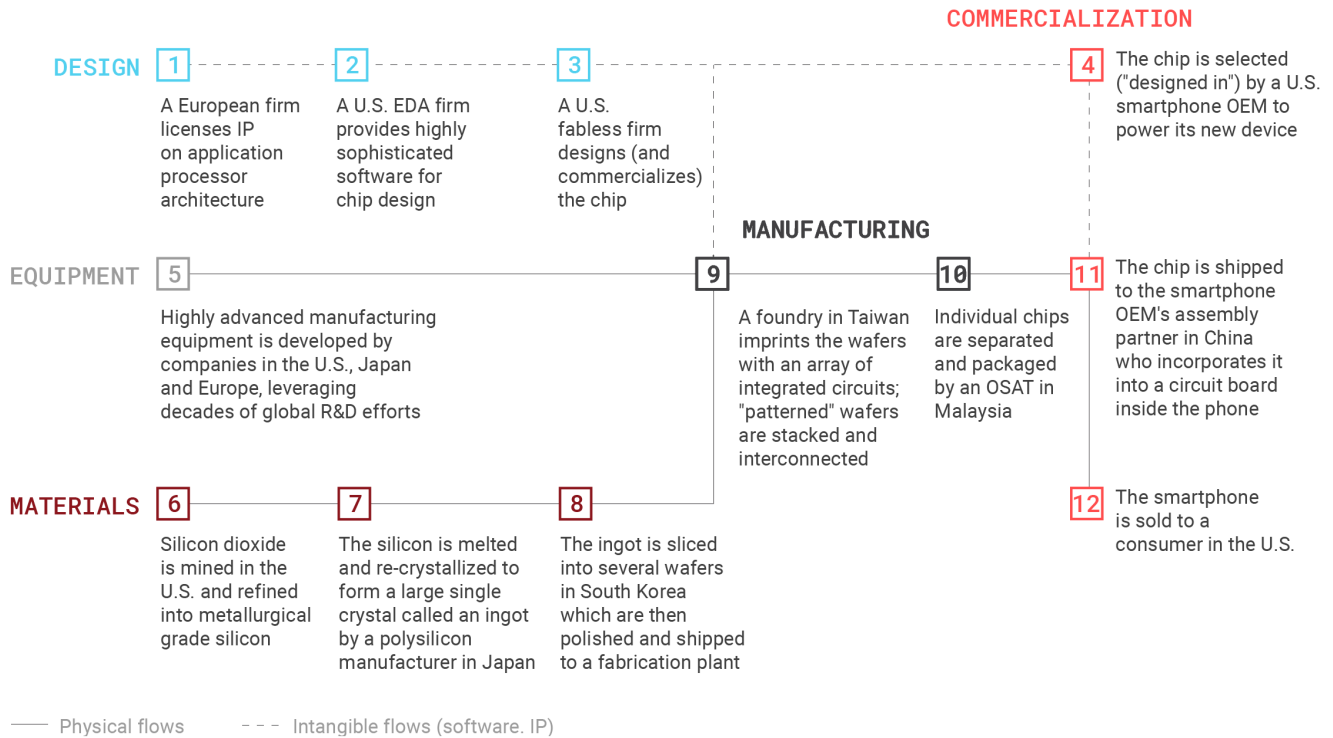 COMMERCIALIZATION
DESIGN
1
A European firm
licenses IP
on application
processor
architecture
2
A U.S. EDA firm
provides highly
sophisticated
software for
chip design
3
A U.S.
fabless firm
designs (and
commercializes)
the chip
4
The chip is selected
("designed in") by a U.S.
smartphone OEM to
power its new device
MANUFACTURING
EQUIPMENT
5
Highly advanced manufacturing
equipment is developed by
companies in the U.S., Japan
and Europe, leveraging
decades of global R&D efforts
9
A foundry in Taiwan
imprints the wafers
with an array of
integrated circuits;
"patterned" wafers
are stacked and
interconnected
10
Individual chips
are separated
and packaged
by an OSAT in
Malaysia
11
The chip is shipped
to the smartphone
OEM's assembly
partner in China
who incorporates it
into a circuit board
inside the phone
MATERIALS
6
Silicon dioxide
is mined in the
U.S. and refined
into metallurgical
grade silicon
7
The silicon is melted
and re-crystallized to
form a large single
crystal called an ingot
by a polysilicon
manufacturer in Japan
8
The ingot is sliced
into several wafers
in South Korea
which are then
polished and shipped
to a fabrication plant
12
The smartphone
is sold to a
consumer in the U.S.
Physical flows
Intangible flows (software. IP)